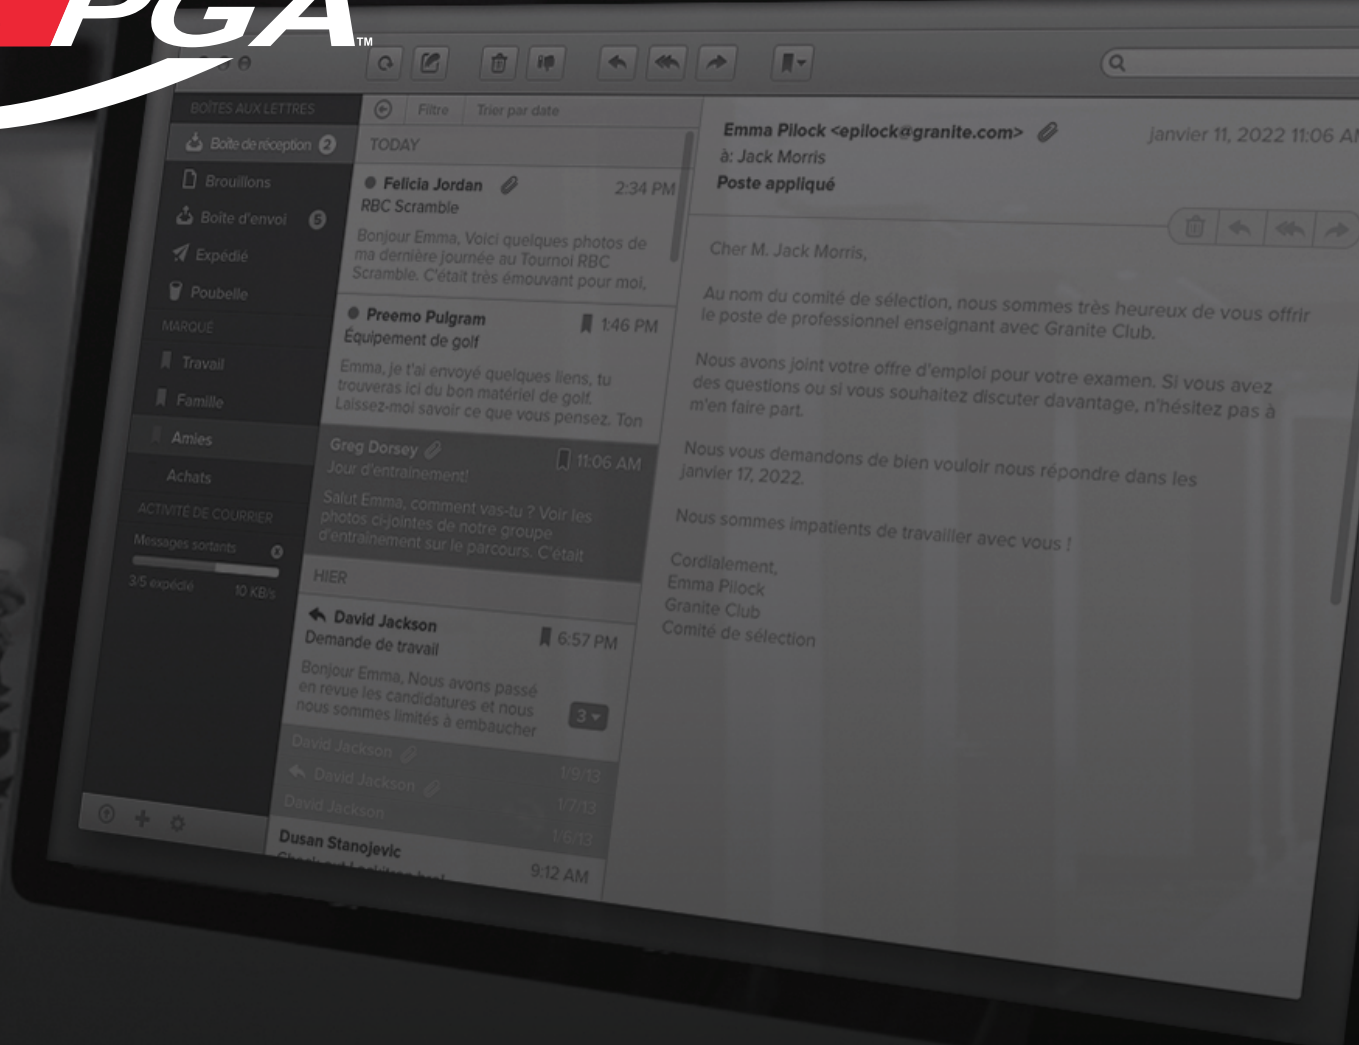 PGA™
BOÎTES AUX LETTRES
Boîte de réception 2
Brouillons
Boîte d'envoi 5
Expédié
Poubelle
MARQUÉ
Travail
Famille
Amies
Achats
ACTIVITÉ DE COURRIER
Messages sortants
3/5 expédié 10 KB/s
Filtre Trier par date
TODAY
Felicia Jordan 2:34 PM
RBC Scramble
Bonjour Emma, Voici quelques photos de
ma dernière journée au Tournoi RBC
Scramble. C'était très émouvant pour moi,
Preemo Pulgram 1:46 PM
Équipement de golf
Emma, je t'ai envoyé quelques liens, tu
trouveras ici du bon matériel de golf.
Laissez-moi savoir ce que vous pensez. Ton
Greg Dorsey 11:06 AM
Jour d'entraînement!
Salut Emma, comment vas-tu ? Voir les
photos ci-jointes de notre groupe
d'entraînement sur le parcours. C'était
HIER
David Jackson 6:57 PM
Demande de travail
Bonjour Emma, Nous avons passé
en revue les candidatures et nous
nous sommes limités à embaucher
3
David Jackson 1/9/13
David Jackson 1/7/13
David Jackson 1/6/13
Dusan Stanojevic 9:12 AM
Emma Pilock <epilock@granite.com> janvier 11, 2022 11:06 AM
à: Jack Morris
Poste appliqué
Cher M. Jack Morris,
Au nom du comité de sélection, nous sommes très heureux de vous offrir
le poste de professionnel enseignant avec Granite Club.
Nous avons joint votre offre d'emploi pour votre examen. Si vous avez
des questions ou si vous souhaitez discuter davantage, n'hésitez pas à
m'en faire part.
Nous vous demandons de bien vouloir nous répondre dans les
janvier 17, 2022.
Nous sommes impatients de travailler avec vous !
Cordialement,
Emma Pilock
Granite Club
Comité de sélection